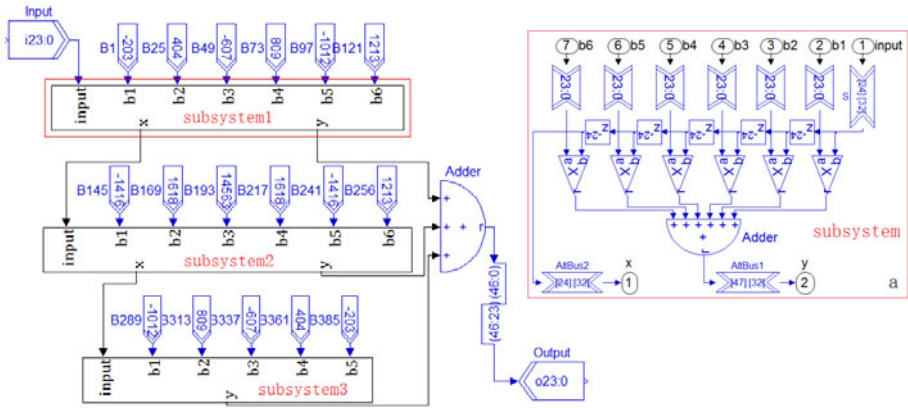 Input
i23:0
B1 -203 B25 404 B49 -607 B73 809 B97 -1012 B121 1213
input b1 b2 b3 b4 b5 b6
subsystem1
x y
B145 -1416 B169 1618 B193 14563 B217 1618 B241 -1416 B256 1213
input b1 b2 b3 b4 b5 b6
subsystem2
x y
B289 -1012 B313 809 B337 -607 B361 404 B385 -203
input b1 b2 b3 b4 b5
subsystem3
y
Adder
+
+ + r
+
(46:23) (46:0)
Output
o23:0
7 b6 6 b5 5 b4 4 b3 3 b2 2 b1 1 input
23:0 23:0 23:0 23:0 23:0 23:0 [24].[32] S
z-24 z-24 z-24 z-24 z-24 z-24
a X b r a X b r a X b r a X b r a X b r a X b r
+ + + + + +
+
r
Adder
subsystem
AltBus2 x AltBus1 y
[24].[32] 1 [47].[32] 2
a